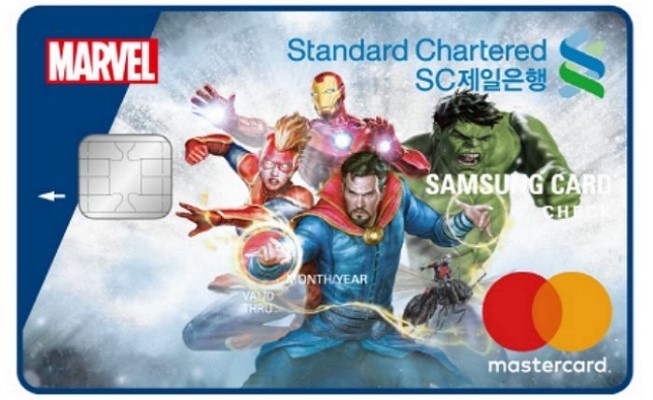 MARVEL
Standard Chartered
SC제일은행
SAMSUNG CARD
CHECK
MONTH/YEAR
VALID
THRU
mastercard.